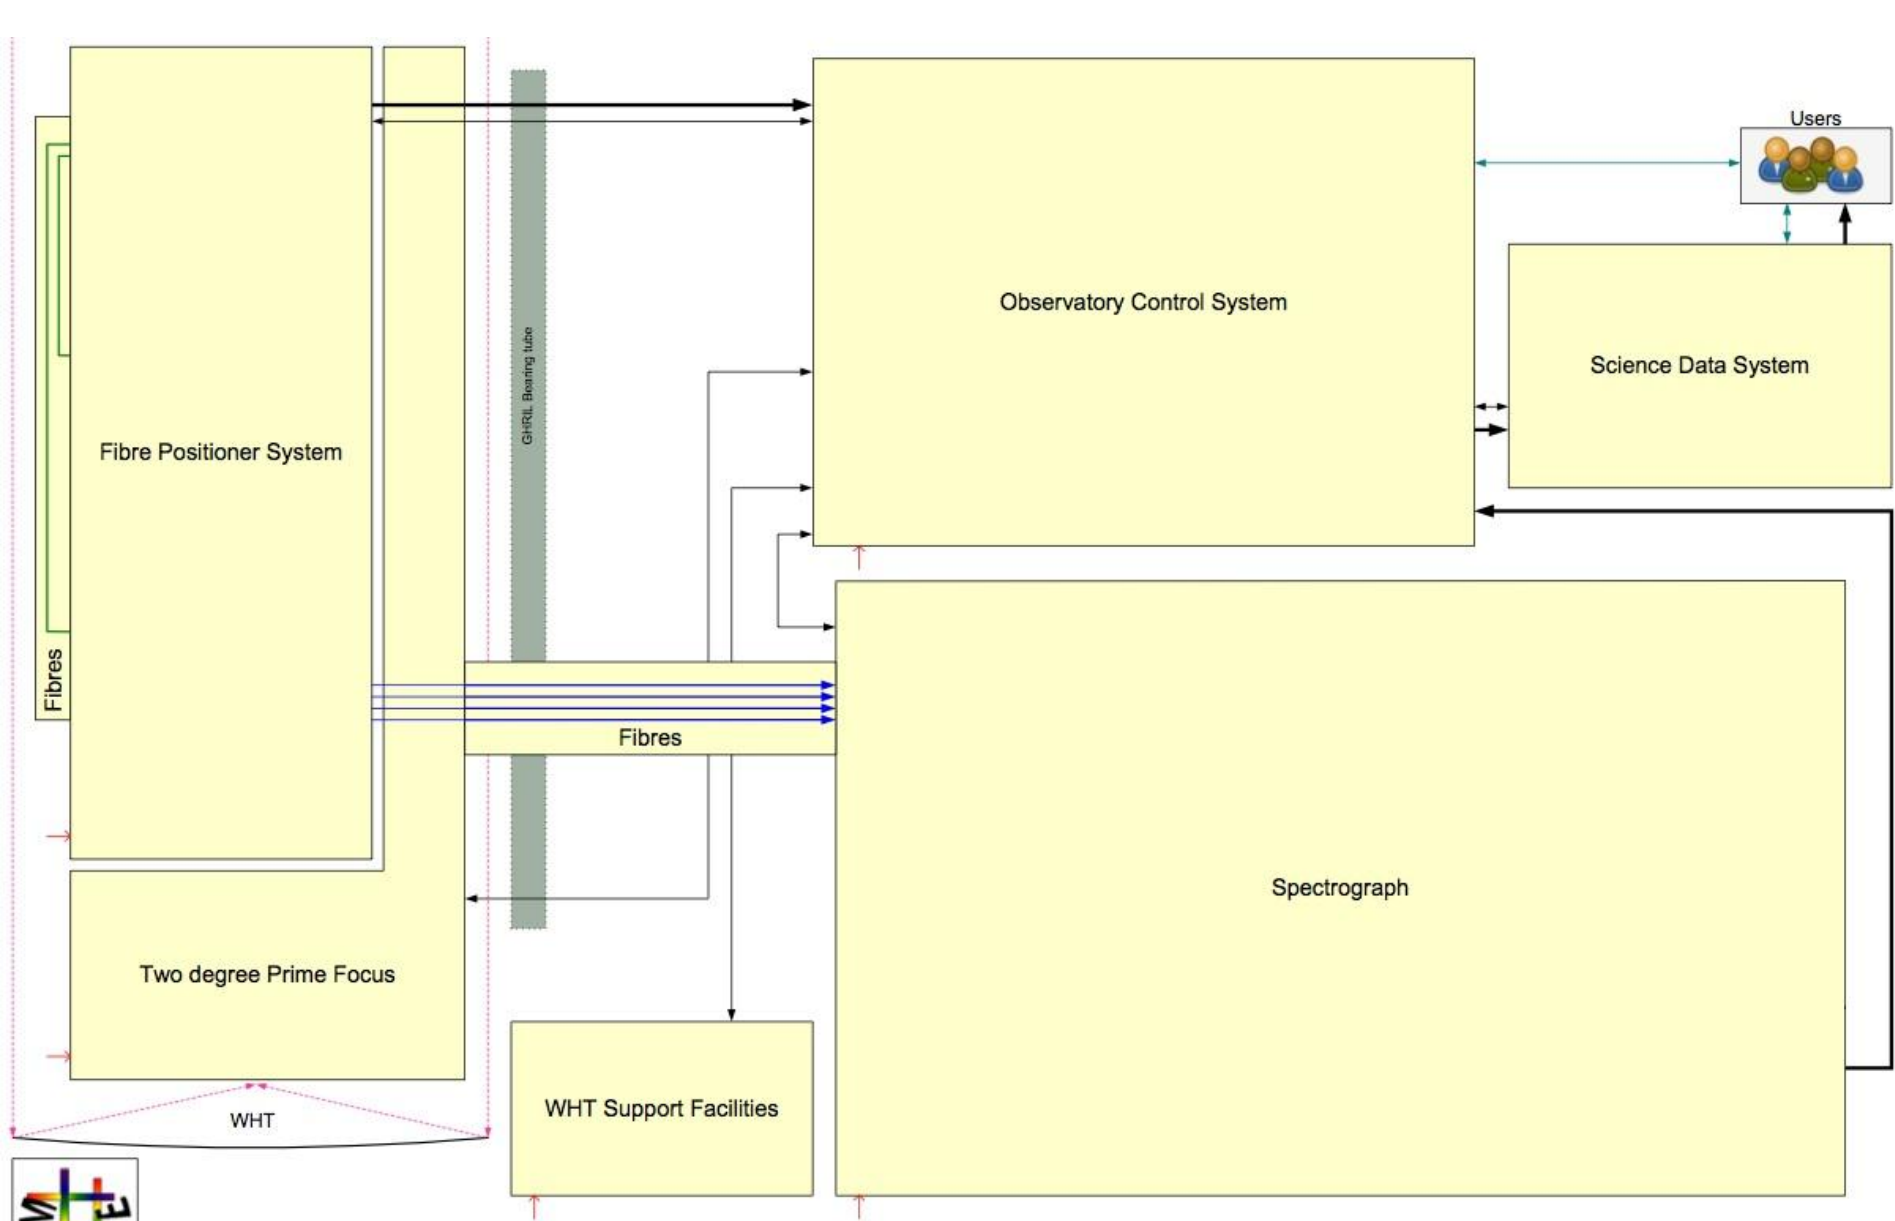 Users
Observatory Control System
Science Data System
GHRIL Bearing tube
Fibre Positioner System
Fibres
Fibres
Spectrograph
Two degree Prime Focus
WHT Support Facilities
WHT